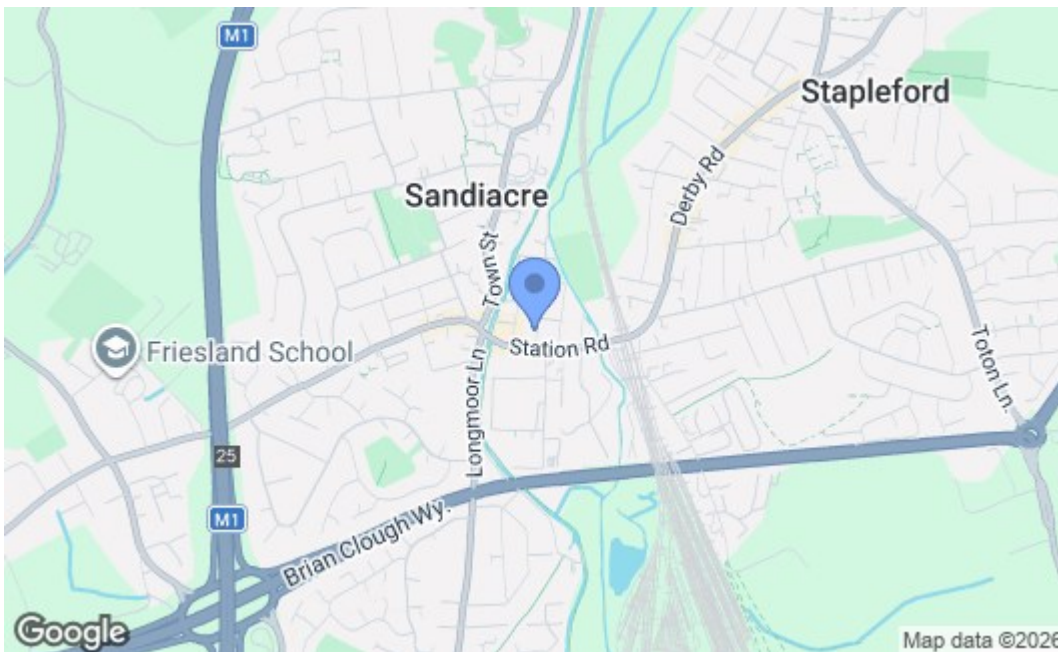 M1
Stapleford
Derby Rd
Sandiacre
Town St
Friesland School
Station Rd
Longmoor Ln
Toton Ln.
25
M1
Brian Clough Wy.
Google
Map data ©2026